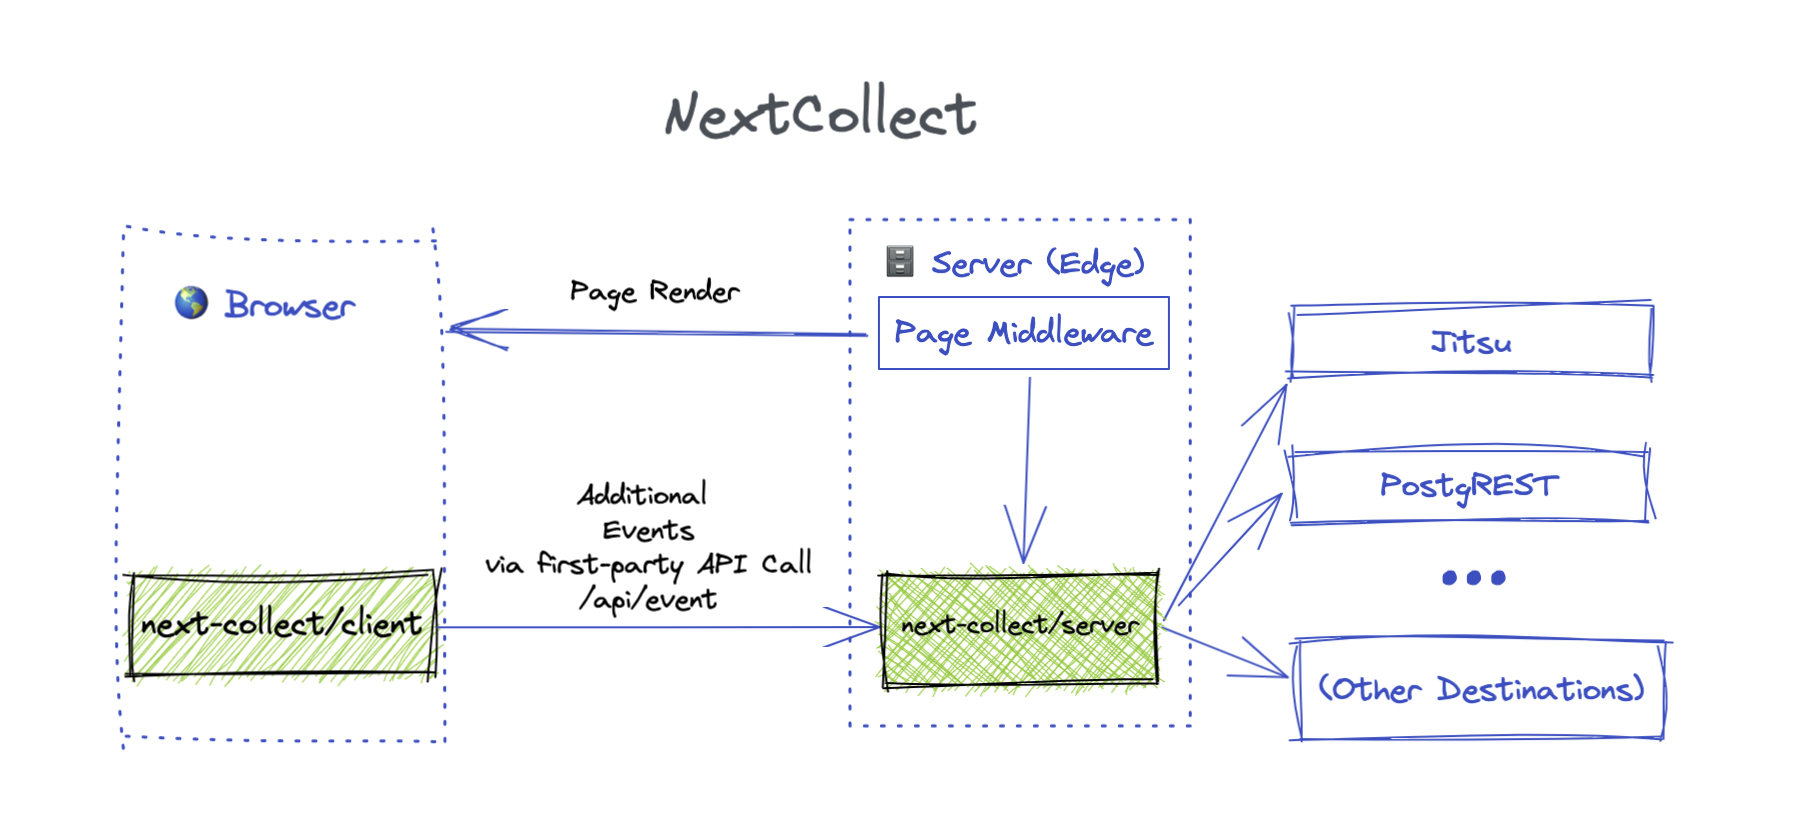 NextCollect
Browser
Page Render
Server (Edge)
Page Middleware
Additional
Events
via first-party API Call
/api/event
next-collect/client
next-collect/server
Jitsu
PostgREST
•••
(Other Destinations)